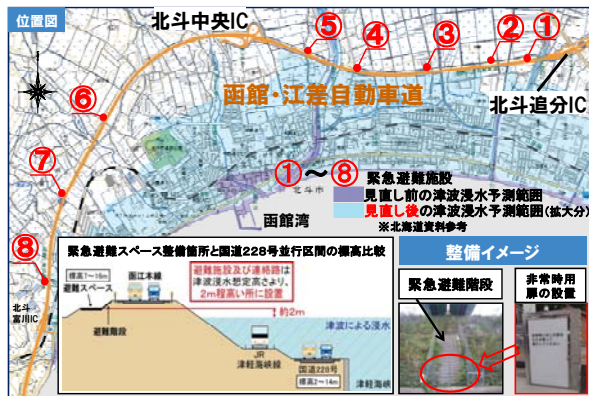 位置図
北斗中央IC
⑤
④
③
②
①
函館・江差自動車道
北斗追分IC
⑥
⑦
⑧
①～⑧
緊急避難施設
北斗市
見直し前の津波浸水予測範囲
見直し後の津波浸水予測範囲(拡大分)
※北海道資料参考
函館湾
北斗
富川IC
緊急避難スペース整備箇所と国道228号並行区間の標高比較
標高7～15m
避難スペース
函江本線
避難施設及び連絡路は
津波浸水想定高さより、
2m程高い所に設置
約2m
避難階段
津波による浸水
JR
津軽海峡線
国道228号
標高2～14m
津軽海峡
整備イメージ
緊急避難階段
非常時用
扉の設置